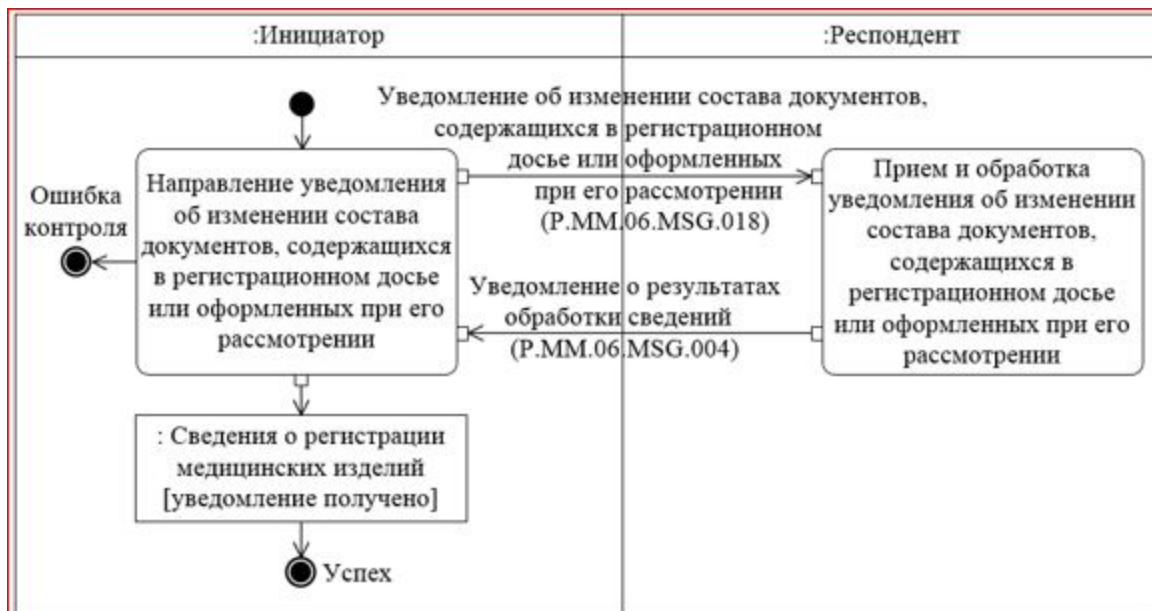 :Инициатор
:Респондент
Уведомление об изменении состава документов,
содержащихся в регистрационном
досье или оформленных
при его рассмотрении
(P.MM.06.MSG.018)
Ошибка
контроля
Направление уведомления
об изменении состава
документов, содержащихся
в регистрационном досье
или оформленных при его
рассмотрении
Прием и обработка
уведомления об изменении
состава документов,
содержащихся в
регистрационном досье
или оформленных при его
рассмотрении
Уведомление о результатах
обработки сведений
(P.MM.06.MSG.004)
: Сведения о регистрации
медицинских изделий
[уведомление получено]
Успех